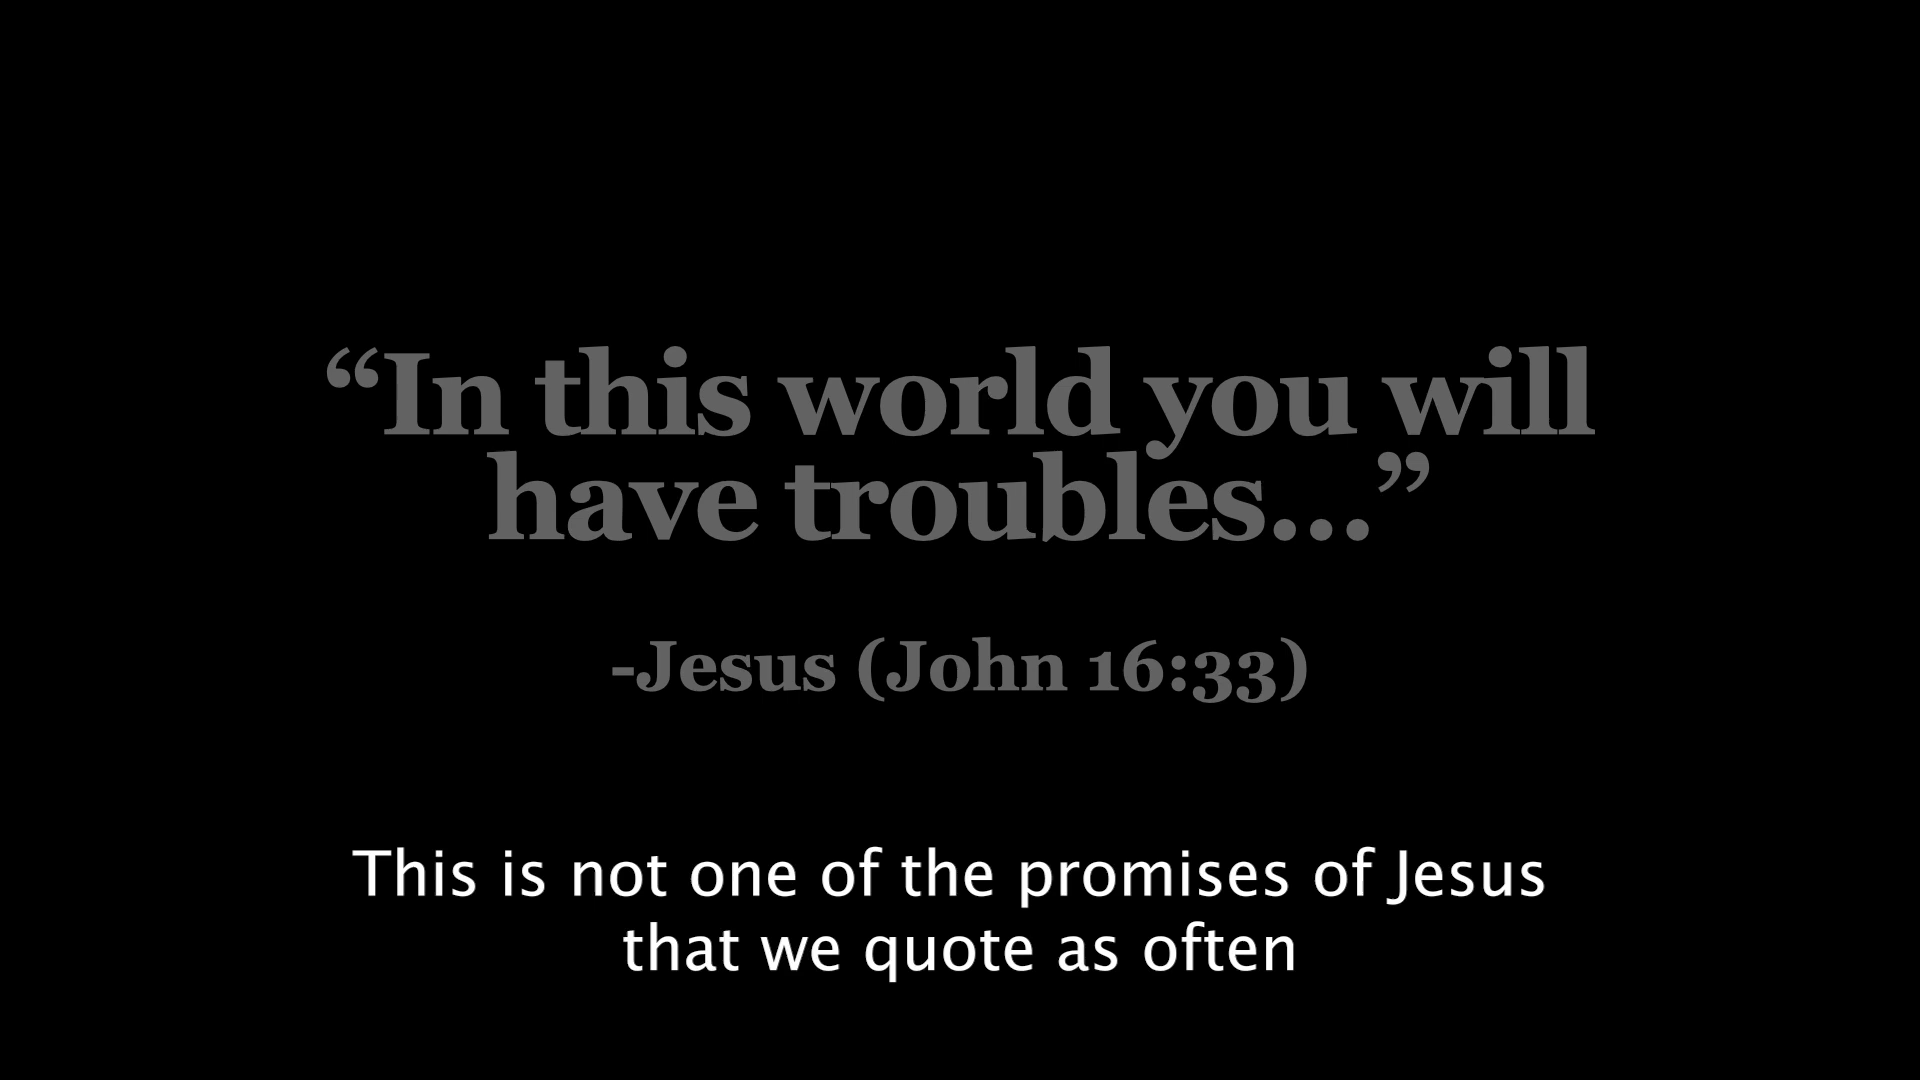 “In this world you will
have troubles...”
-Jesus (John 16:33)
This is not one of the promises of Jesus
that we quote as often